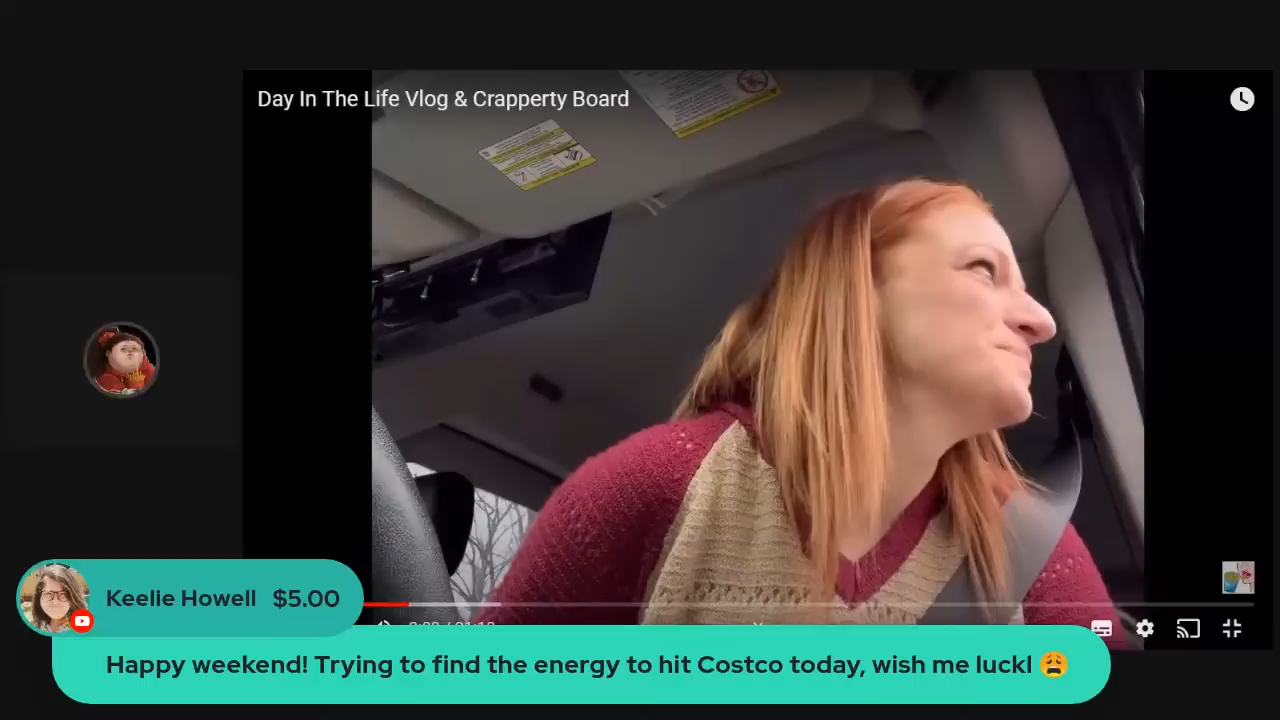 Day In The Life Vlog & Crapperty Board
Keelie Howell $5.00
Happy weekend! Trying to find the energy to hit Costco today, wish me luck! 😩